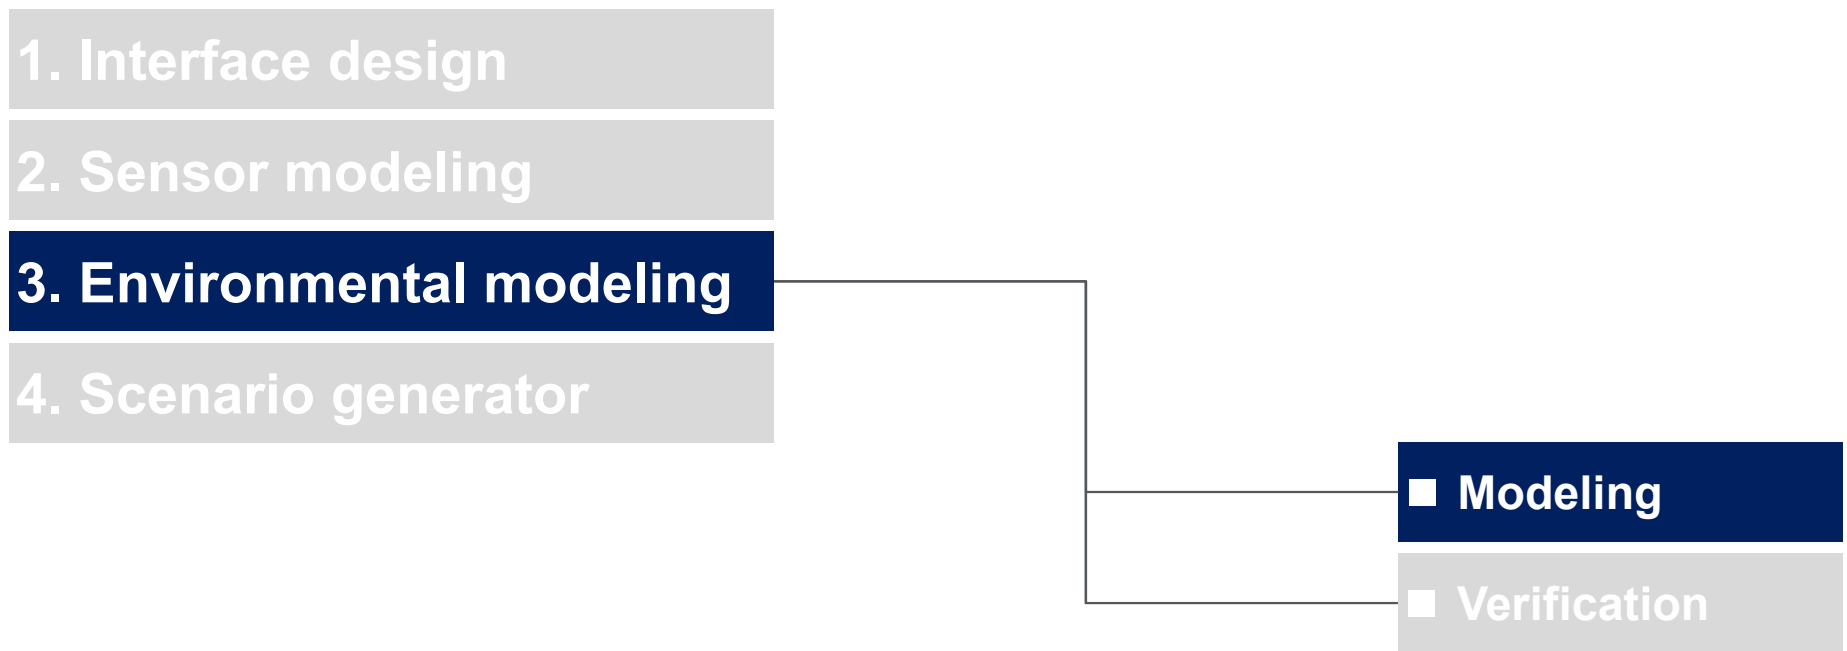 1. Interface design
2. Sensor modeling
3. Environmental modeling
4. Scenario generator
■ Modeling
■ Verification